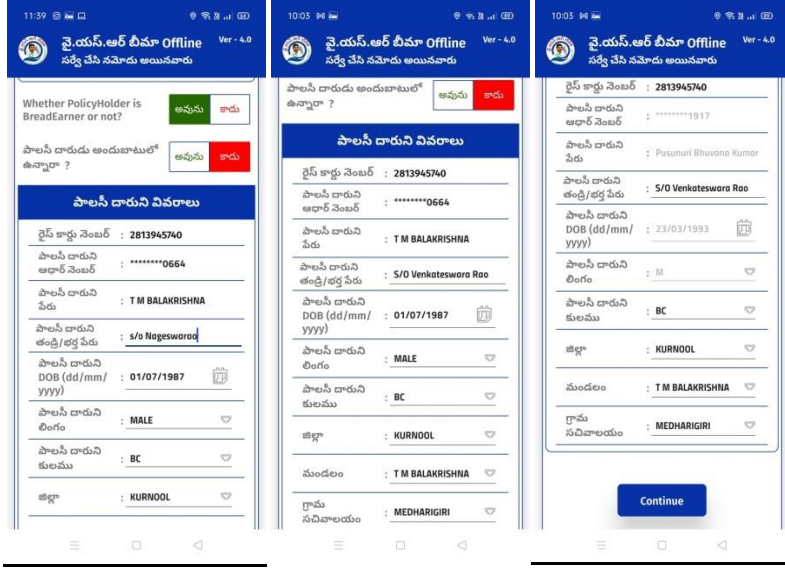 11:39
వై.యస్.ఆర్ బీమా Offline
Ver - 4.0
సర్వే చేసి నమోదు అయినవారు
Whether PolicyHolder is
BreadEarner or not?
అవును కాదు
పాలసీ దారుడు అందుబాటులో
ఉన్నారా ?
అవును కాదు
పాలసీ దారుని వివరాలు
రైస్ కార్డు నెంబర్ : 2813945740
పాలసీ దారుని
ఆధార్ నెంబర్ : ********0664
పాలసీ దారుని
పేరు : T M BALAKRISHNA
పాలసీ దారుని
తండ్రి/భర్త పేరు : s/o Nageswarao
పాలసీ దారుని
DOB (dd/mm/
yyyy) : 01/07/1987
పాలసీ దారుని
లింగం : MALE
పాలసీ దారుని
కులము : BC
జిల్లా : KURNOOL
10:03
వై.యస్.ఆర్ బీమా Offline
Ver - 4.0
సర్వే చేసి నమోదు అయినవారు
పాలసీ దారుడు అందుబాటులో
ఉన్నారా ?
అవును కాదు
పాలసీ దారుని వివరాలు
రైస్ కార్డు నెంబర్ : 2813945740
పాలసీ దారుని
ఆధార్ నెంబర్ : ********0664
పాలసీ దారుని
పేరు : T M BALAKRISHNA
పాలసీ దారుని
తండ్రి/భర్త పేరు : S/O Venkateswara Rao
పాలసీ దారుని
DOB (dd/mm/
yyyy) : 01/07/1987
పాలసీ దారుని
లింగం : MALE
పాలసీ దారుని
కులము : BC
జిల్లా : KURNOOL
మండలం : T M BALAKRISHNA
గ్రామ
సచివాలయం : MEDHARIGIRI
10:03
వై.యస్.ఆర్ బీమా Offline
Ver - 4.0
సర్వే చేసి నమోదు అయినవారు
రైస్ కార్డు నెంబర్ : 2813945740
పాలసీ దారుని
ఆధార్ నెంబర్ : ********1917
పాలసీ దారుని
పేరు : Pusunuri Bhuvana Kumar
పాలసీ దారుని
తండ్రి/భర్త పేరు : S/O Venkateswara Rao
పాలసీ దారుని
DOB (dd/mm/
yyyy) : 23/03/1993
పాలసీ దారుని
లింగం : M
పాలసీ దారుని
కులము : BC
జిల్లా : KURNOOL
మండలం : T M BALAKRISHNA
గ్రామ
సచివాలయం : MEDHARIGIRI
Continue